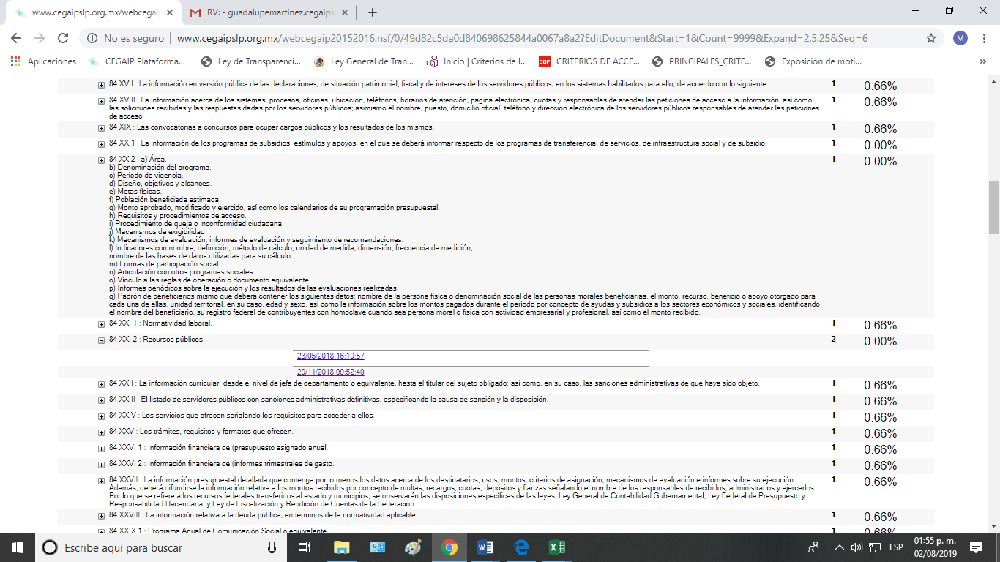 www.cegaipslp.org.mx/webcegai
RV: - guadalupemartinez.cegaips
No es seguro | www.cegaipslp.org.mx/webcegaip20152016.nsf/0/49d82c5da0d840698625844a0067a8a2?EditDocument&Start=1&Count=9999&Expand=2.5.25&Seq=6
M
Aplicaciones CEGAIP Plataforma... Ley de Transparenci... Ley General de Tran... Inicio | Criterios de I... DOF CRITERIOS DE ACCE... PRINCIPALES_CRITE... Exposición de moti... »
84 XVII : La información en versión pública de las declaraciones, de situación patrimonial, fiscal y de intereses de los servidores públicos, en los sistemas habilitados para ello, de acuerdo con lo siguiente. 1 0.66%
84 XVIII : La información acerca de los sistemas, procesos, oficinas, ubicación, teléfonos, horarios de atención, página electrónica, cuotas y responsables de atender las peticiones de acceso a la información, así como 1 0.66%
las solicitudes recibidas y las respuestas dadas por los servidores públicos; asimismo el nombre, puesto, domicilio oficial, teléfono y dirección electrónica de los servidores públicos responsables de atender las peticiones
de acceso
84 XIX : Las convocatorias a concursos para ocupar cargos públicos y los resultados de los mismos. 1 0.66%
84 XX 1 : La información de los programas de subsidios, estímulos y apoyos, en el que se deberá informar respecto de los programas de transferencia, de servicios, de infraestructura social y de subsidio. 1 0.00%
84 XX 2 : a) Área. 1 0.00%
b) Denominación del programa.
c) Periodo de vigencia.
d) Diseño, objetivos y alcances.
e) Metas físicas.
f) Población beneficiada estimada.
g) Monto aprobado, modificado y ejercido, así como los calendarios de su programación presupuestal.
h) Requisitos y procedimientos de acceso.
i) Procedimiento de queja o inconformidad ciudadana.
j) Mecanismos de exigibilidad.
k) Mecanismos de evaluación, informes de evaluación y seguimiento de recomendaciones.
l) Indicadores con nombre, definición, método de cálculo, unidad de medida, dimensión, frecuencia de medición,
nombre de las bases de datos utilizadas para su cálculo.
m) Formas de participación social.
n) Articulación con otros programas sociales.
o) Vínculo a las reglas de operación o documento equivalente.
p) Informes periódicos sobre la ejecución y los resultados de las evaluaciones realizadas.
q) Padrón de beneficiarios mismo que deberá contener los siguientes datos: nombre de la persona física o denominación social de las personas morales beneficiarias, el monto, recurso, beneficio o apoyo otorgado para
cada una de ellas, unidad territorial, en su caso, edad y sexo, así como la información sobre los montos pagados durante el período por concepto de ayudas y subsidios a los sectores económicos y sociales, identificando
el nombre del beneficiario, su registro federal de contribuyentes con homoclave cuando sea persona moral o física con actividad empresarial y profesional, así como el monto recibido.
84 XXI 1 : Normatividad laboral. 1 0.66%
84 XXI 2 : Recursos públicos. 2 0.00%
23/05/2018 16:19:57
29/11/2018 09:52:40
84 XXII : La información curricular, desde el nivel de jefe de departamento o equivalente, hasta el titular del sujeto obligado; así como, en su caso, las sanciones administrativas de que haya sido objeto. 1 0.66%
84 XXIII : El listado de servidores públicos con sanciones administrativas definitivas, especificando la causa de sanción y la disposición. 1 0.66%
84 XXIV : Los servicios que ofrecen señalando los requisitos para acceder a ellos. 1 0.66%
84 XXV : Los trámites, requisitos y formatos que ofrecen. 1 0.66%
84 XXVI 1 : Información financiera de (presupuesto asignado anual. 1 0.66%
84 XXVI 2 : Información financiera de (informes trimestrales de gasto. 1 0.66%
84 XXVII : La información presupuestal detallada que contenga por lo menos los datos acerca de los destinatarios, usos, montos, criterios de asignación, mecanismos de evaluación e informes sobre su ejecución. 1 0.66%
Además, deberá difundirse la información relativa a los montos recibidos por concepto de multas, recargos, cuotas, depósitos y fianzas señalando el nombre de los responsables de recibirlos, administrarlos y ejercerlos.
Por lo que se refiere a los recursos federales transferidos al estado y municipios, se observarán las disposiciones específicas de las leyes: Ley General de Contabilidad Gubernamental, Ley Federal de Presupuesto y
Responsabilidad Hacendaria, y Ley de Fiscalización y Rendición de Cuentas de la Federación.
84 XXVIII : La información relativa a la deuda pública, en términos de la normatividad aplicable. 1 0.66%
84 XXIX 1 : Programa Anual de Comunicación Social o equivalente 1 0.66%
Escribe aquí para buscar
ESP
01:55 p. m.
02/08/2019